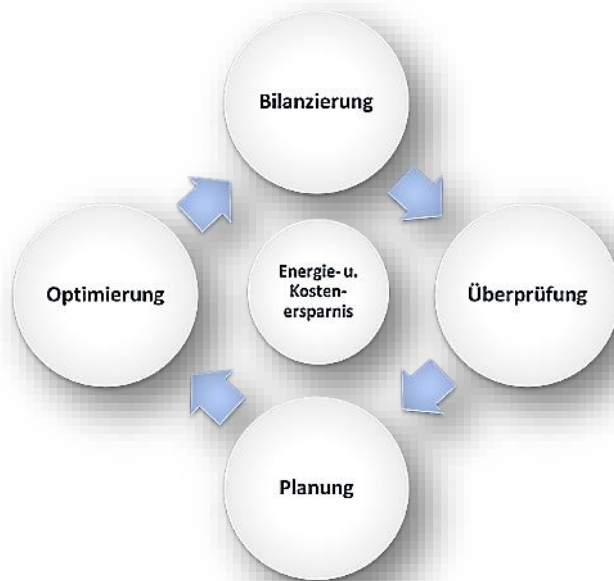 Bilanzierung
Optimierung
Energie- u.
Kosten-
ersparnis
Überprüfung
Planung